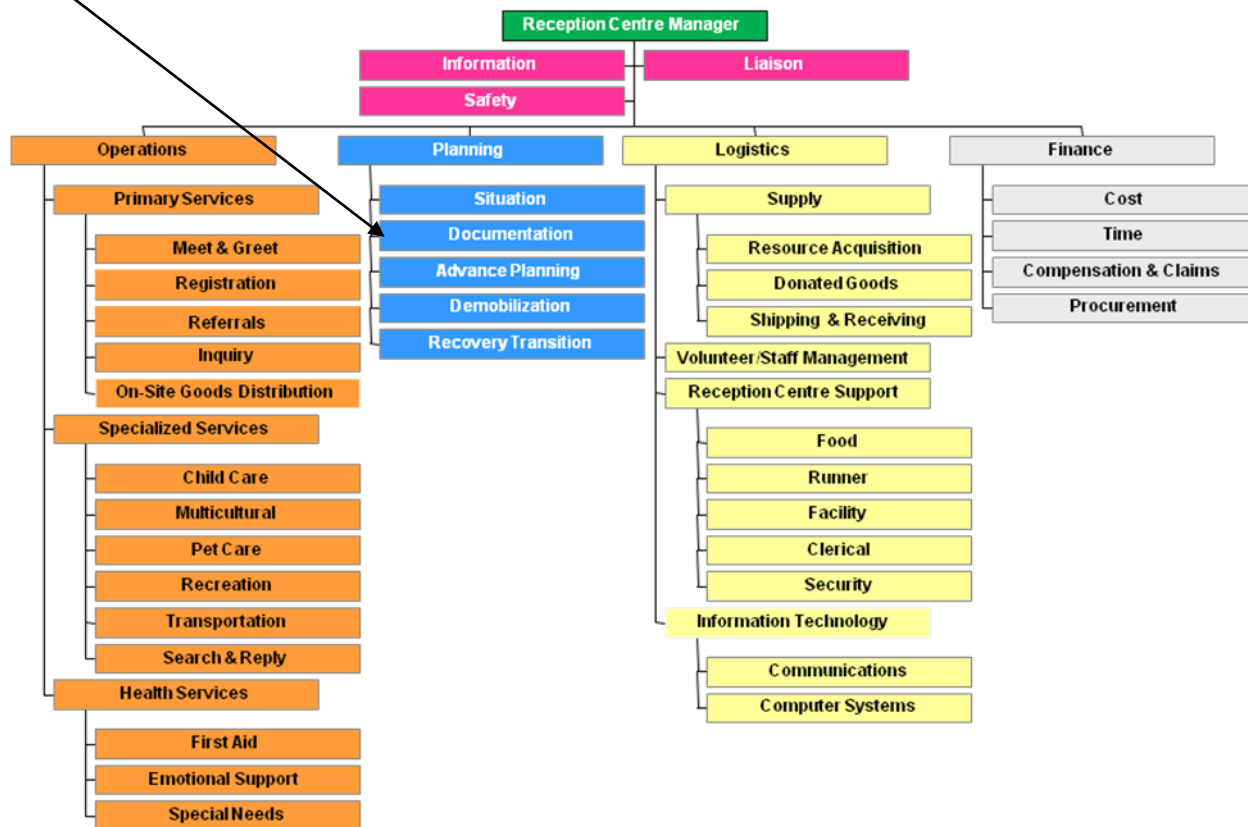 Reception Centre Manager
Information
Liaison
Safety
Operations
Planning
Logistics
Finance
Primary Services
Meet & Greet
Registration
Referrals
Inquiry
On-Site Goods Distribution
Specialized Services
Child Care
Multicultural
Pet Care
Recreation
Transportation
Search & Reply
Health Services
First Aid
Emotional Support
Special Needs
Situation
Documentation
Advance Planning
Demobilization
Recovery Transition
Supply
Resource Acquisition
Donated Goods
Shipping & Receiving
Volunteer/Staff Management
Reception Centre Support
Food
Runner
Facility
Clerical
Security
Information Technology
Communications
Computer Systems
Cost
Time
Compensation & Claims
Procurement